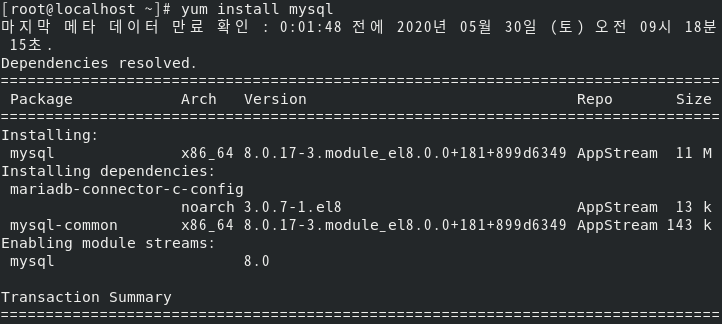 [root@localhost ~]# yum install mysql
마지막 메타 데이터 만료 확인 : 0:01:48 전에 2020년 05월 30일 (토) 오전 09시 18분
15초.
Dependencies resolved.
================================================================================
Package Arch Version Repo Size
================================================================================
Installing:
mysql x86_64 8.0.17-3.module_el8.0.0+181+899d6349 AppStream 11 M
Installing dependencies:
mariadb-connector-c-config
noarch 3.0.7-1.el8 AppStream 13 k
mysql-common x86_64 8.0.17-3.module_el8.0.0+181+899d6349 AppStream 143 k
Enabling module streams:
mysql 8.0
Transaction Summary
================================================================================